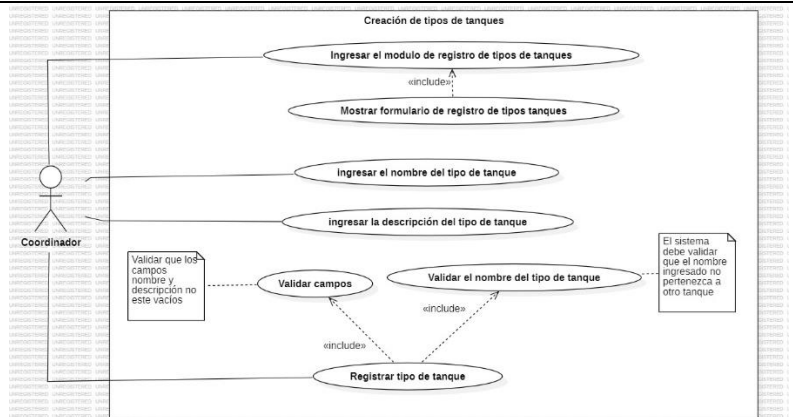 Creación de tipos de tanques
Ingresar el modulo de registro de tipos de tanques
«include»
Mostrar formulario de registro de tipos tanques
ingresar el nombre del tipo de tanque
ingresar la descripción del tipo de tanque
Coordinador
Validar que los
campos
nombre y
descripción no
este vacíos
Validar campos
Validar el nombre del tipo de tanque
El sistema
debe validar
que el nombre
ingresado no
pertenezca a
otro tanque
«include»
«include»
Registrar tipo de tanque